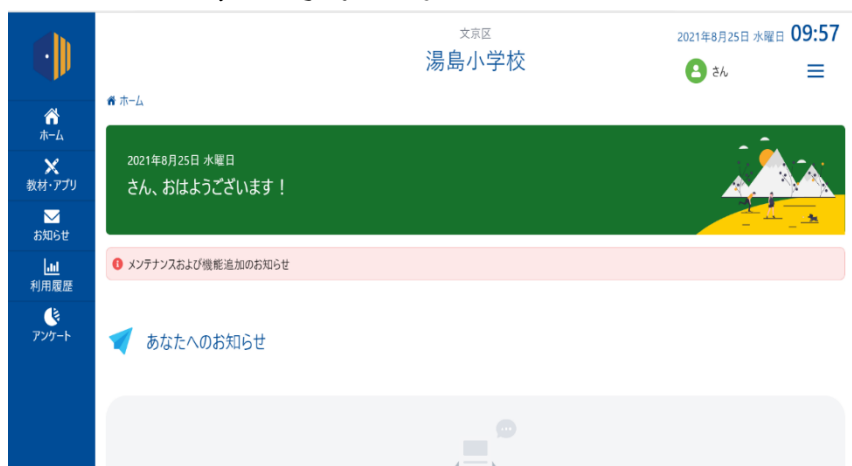 文京区
湯島小学校
2021年8月25日 水曜日 09:57
さん
ホーム
ホーム
教材・アプリ
お知らせ
利用履歴
アンケート
2021年8月25日 水曜日
さん、おはようございます！
メンテナンスおよび機能追加のお知らせ
あなたへのお知らせ